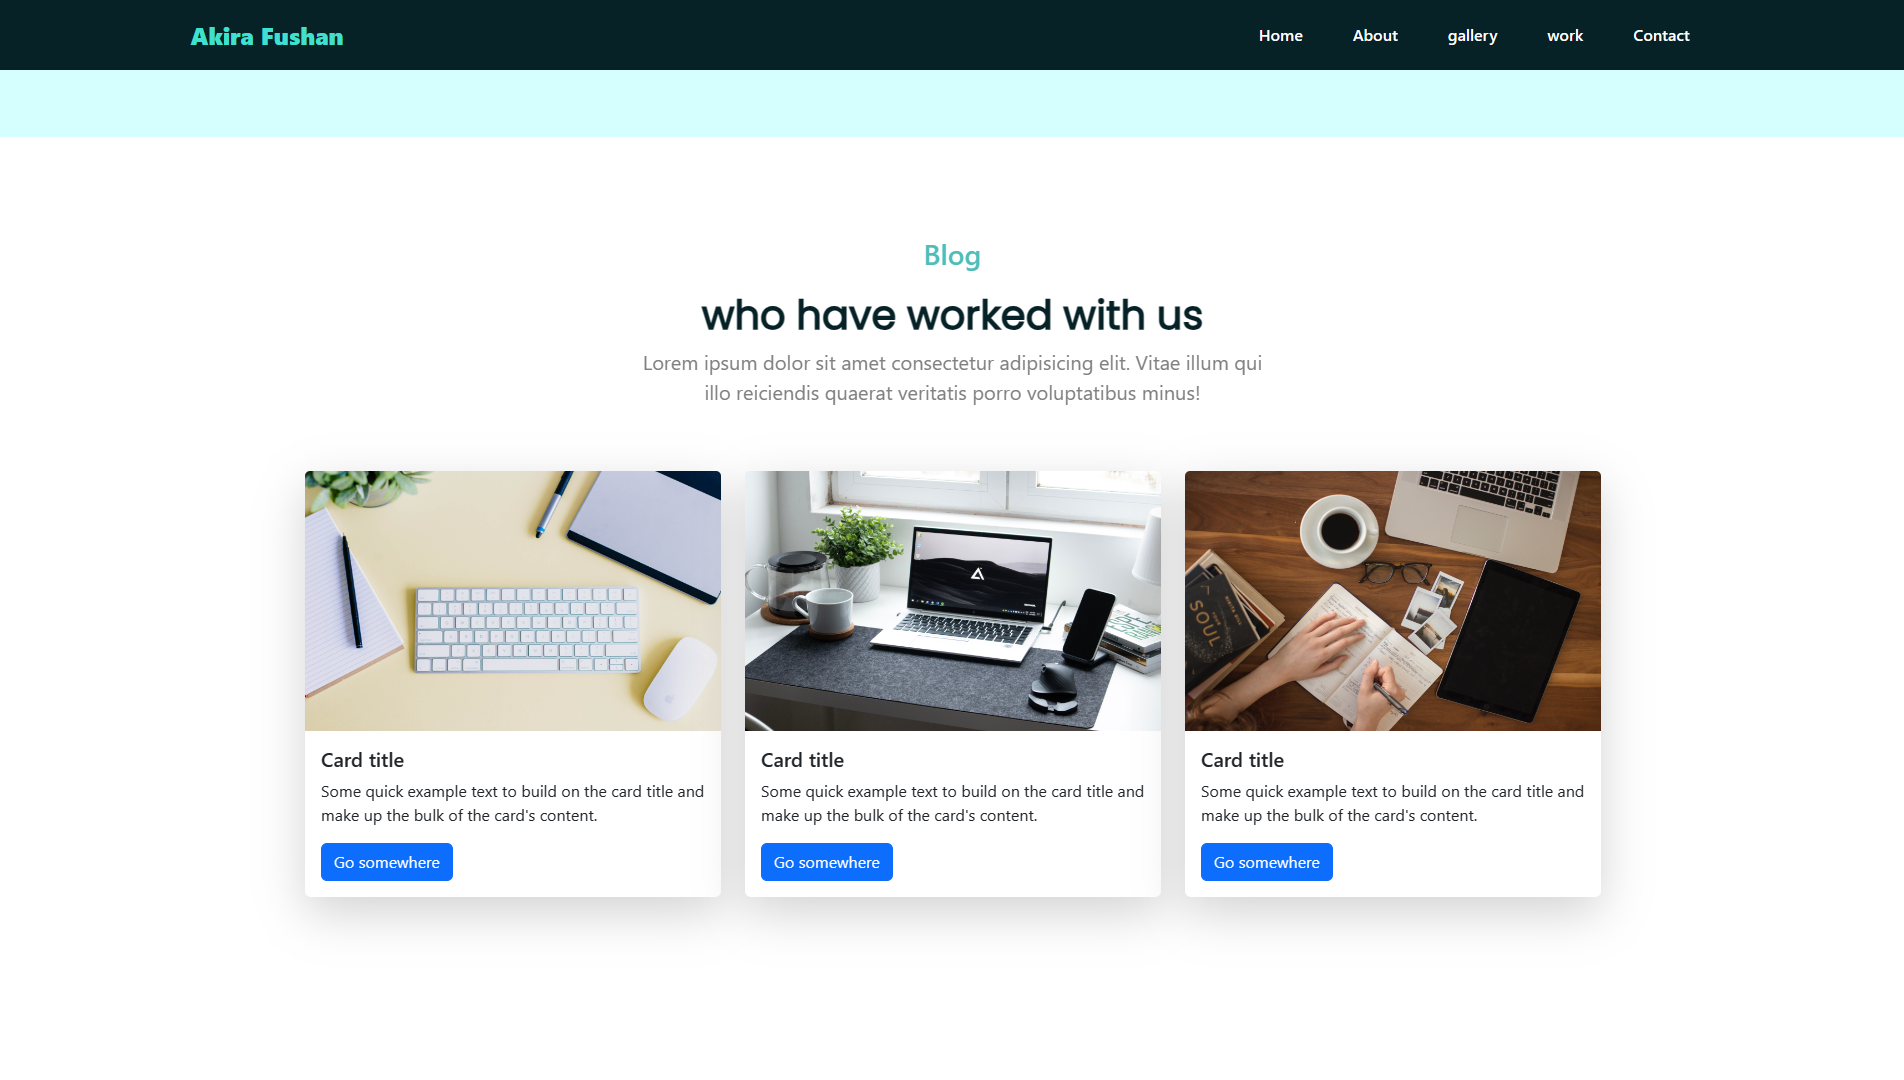 Akira Fushan
Home About gallery work Contact
Blog
who have worked with us
Lorem ipsum dolor sit amet consectetur adipisicing elit. Vitae illum qui
illo reiciendis quaerat veritatis porro voluptatibus minus!
SOUL
Card title
Some quick example text to build on the card title and
make up the bulk of the card's content.
Go somewhere
Card title
Some quick example text to build on the card title and
make up the bulk of the card's content.
Go somewhere
Card title
Some quick example text to build on the card title and
make up the bulk of the card's content.
Go somewhere